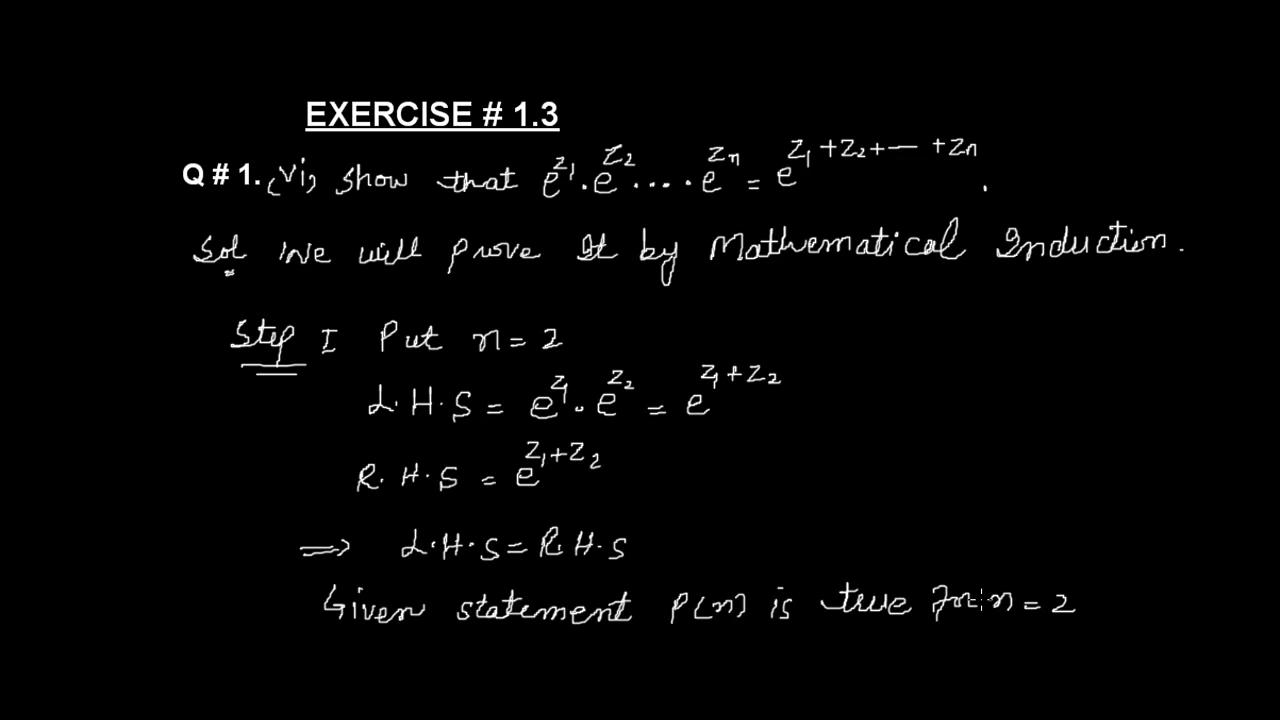 EXERCISE # 1.3
Q # 1. (vi) Show that e^{z₁} · e^{z₂} .... e^{zₙ} = e^{z₁+z₂+---+zₙ} .
Sol We will prove it by Mathematical Induction.
Step I Put n = 2
L.H.S = e^{z₁} · e^{z₂} = e^{z₁+z₂}
R.H.S = e^{z₁+z₂}
⟹ L.H.S = R.H.S
Given statement P(n) is true for n = 2